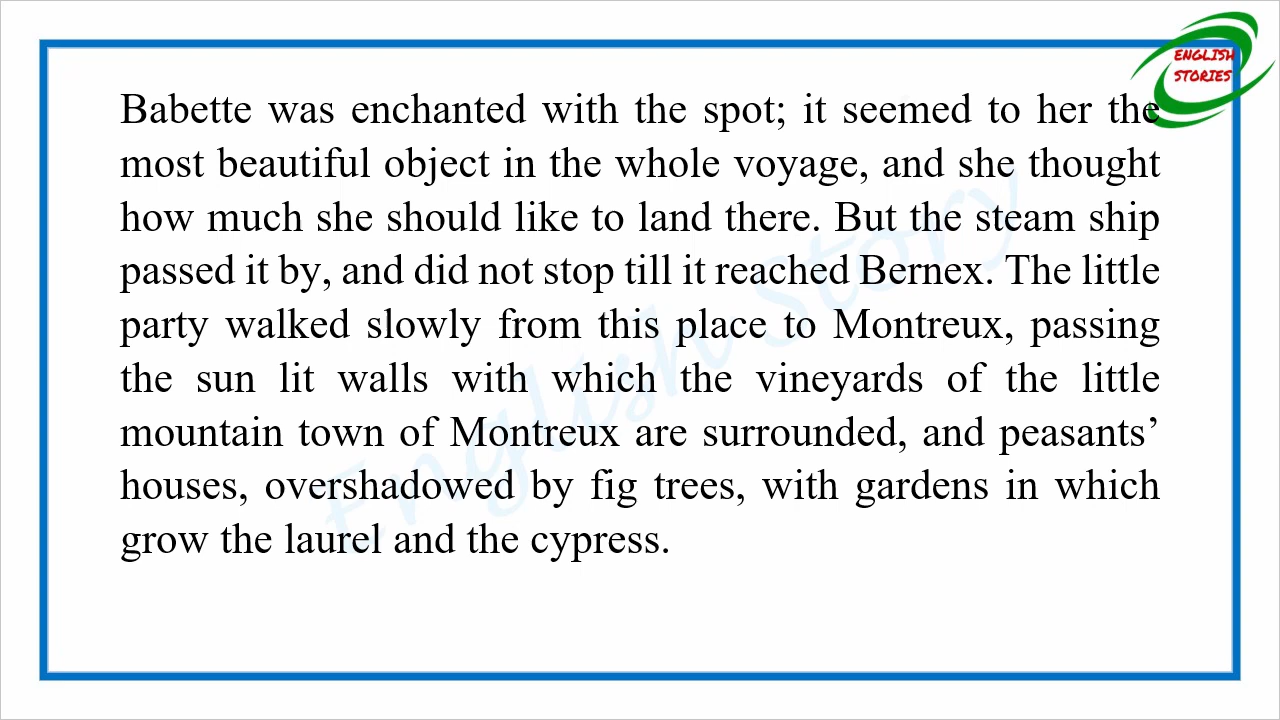 ENGLISH
STORIES
Babette was enchanted with the spot; it seemed to her the
most beautiful object in the whole voyage, and she thought
how much she should like to land there. But the steam ship
passed it by, and did not stop till it reached Bernex. The little
party walked slowly from this place to Montreux, passing
the sun lit walls with which the vineyards of the little
mountain town of Montreux are surrounded, and peasants’
houses, overshadowed by fig trees, with gardens in which
grow the laurel and the cypress.
English Story